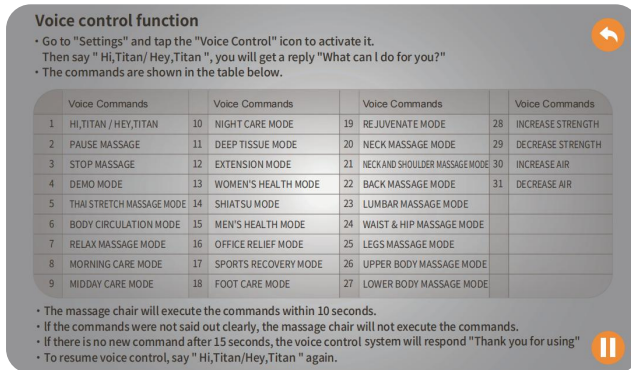 Voice control function
· Go to "Settings" and tap the "Voice Control" icon to activate it.
Then say " Hi,Titan/ Hey,Titan ", you will get a reply "What can l do for you?"
· The commands are shown in the table below.
Voice Commands Voice Commands Voice Commands Voice Commands
1 HI,TITAN / HEY,TITAN 10 NIGHT CARE MODE 19 REJUVENATE MODE 28 INCREASE STRENGTH
2 PAUSE MASSAGE 11 DEEP TISSUE MODE 20 NECK MASSAGE MODE 29 DECREASE STRENGTH
3 STOP MASSAGE 12 EXTENSION MODE 21 NECK AND SHOULDER MASSAGE MODE 30 INCREASE AIR
4 DEMO MODE 13 WOMEN'S HEALTH MODE 22 BACK MASSAGE MODE 31 DECREASE AIR
5 THAI STRETCH MASSAGE MODE 14 SHIATSU MODE 23 LUMBAR MASSAGE MODE
6 BODY CIRCULATION MODE 15 MEN'S HEALTH MODE 24 WAIST & HIP MASSAGE MODE
7 RELAX MASSAGE MODE 16 OFFICE RELIEF MODE 25 LEGS MASSAGE MODE
8 MORNING CARE MODE 17 SPORTS RECOVERY MODE 26 UPPER BODY MASSAGE MODE
9 MIDDAY CARE MODE 18 FOOT CARE MODE 27 LOWER BODY MASSAGE MODE
· The massage chair will execute the commands within 10 seconds.
· If the commands were not said out clearly, the massage chair will not execute the commands.
· If there is no new command after 15 seconds, the voice control system will respond "Thank you for using"
· To resume voice control, say " Hi,Titan/Hey,Titan " again.